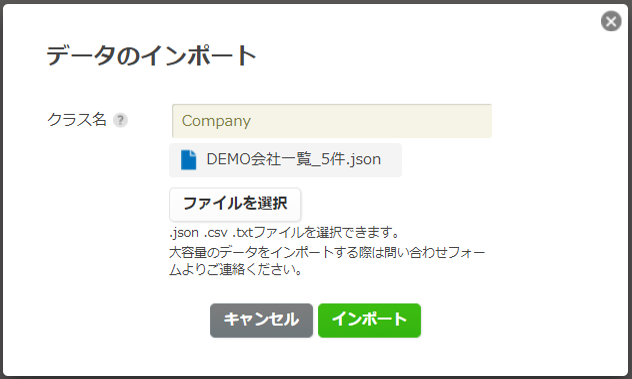 データのインポート
クラス名 ?
Company
DEMO会社一覧_5件.json
ファイルを選択
.json .csv .txtファイルを選択できます。
大容量のデータをインポートする際は問い合わせフォー
ムよりご連絡ください。
キャンセル インポート